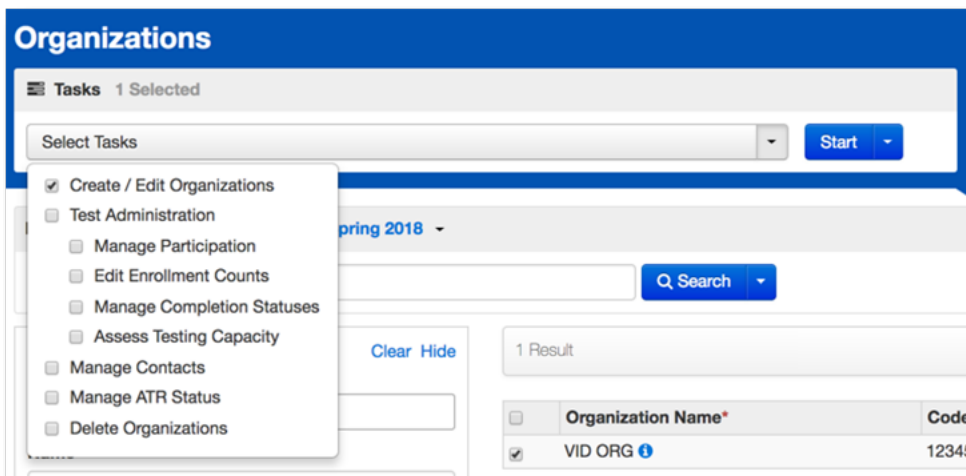 Organizations
Tasks 1 Selected
Select Tasks
Start
Create / Edit Organizations
Test Administration
Manage Participation
Edit Enrollment Counts
Manage Completion Statuses
Assess Testing Capacity
Manage Contacts
Manage ATR Status
Delete Organizations
pring 2018
Search
Clear Hide
1 Result
Organization Name* Code
VID ORG 12345